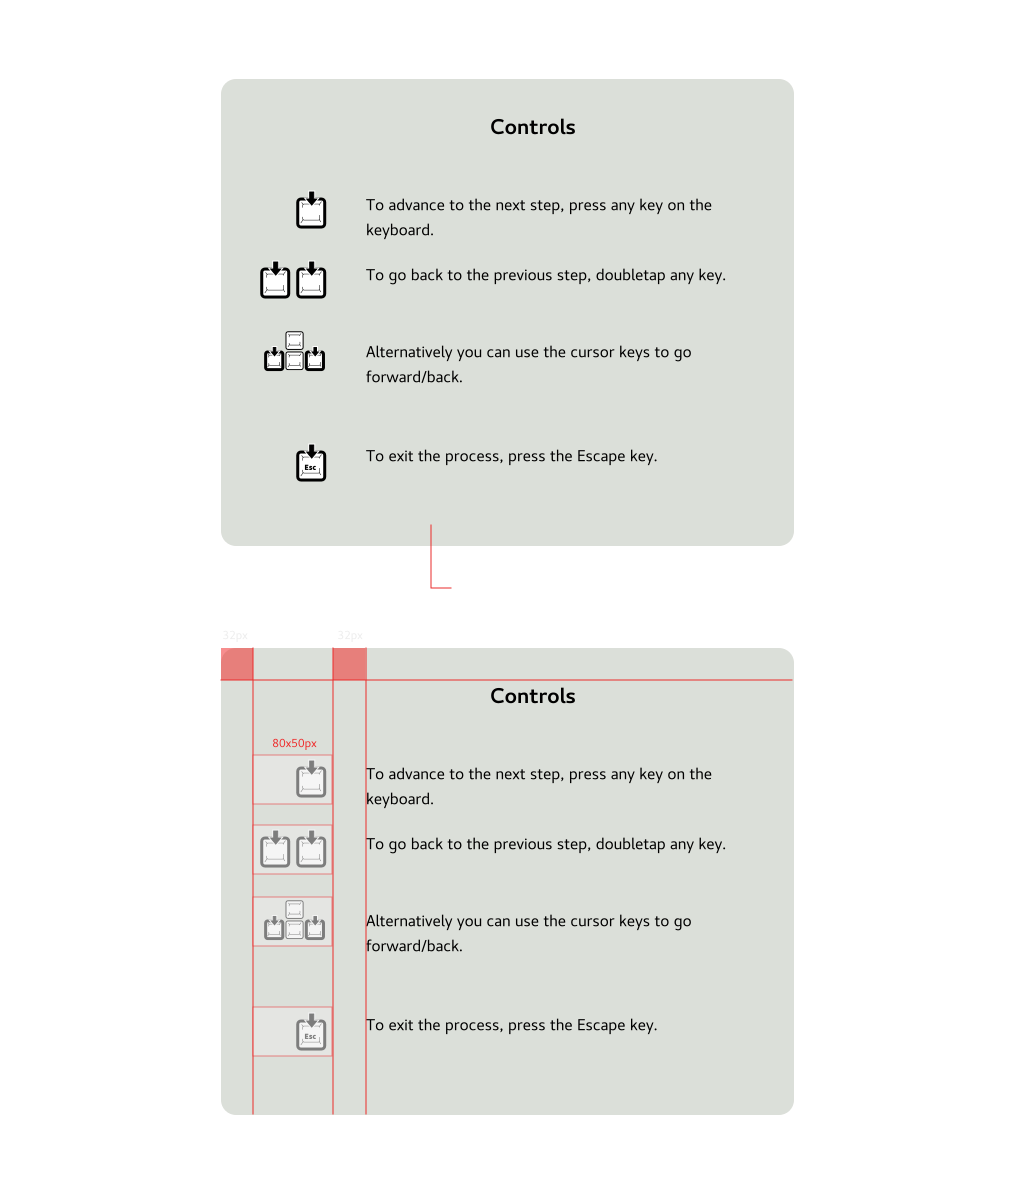 Controls
To advance to the next step, press any key on the
keyboard.
To go back to the previous step, doubletap any key.
Alternatively you can use the cursor keys to go
forward/back.
Esc
To exit the process, press the Escape key.
32px
32px
Controls
80x50px
To advance to the next step, press any key on the
keyboard.
To go back to the previous step, doubletap any key.
Alternatively you can use the cursor keys to go
forward/back.
Esc
To exit the process, press the Escape key.